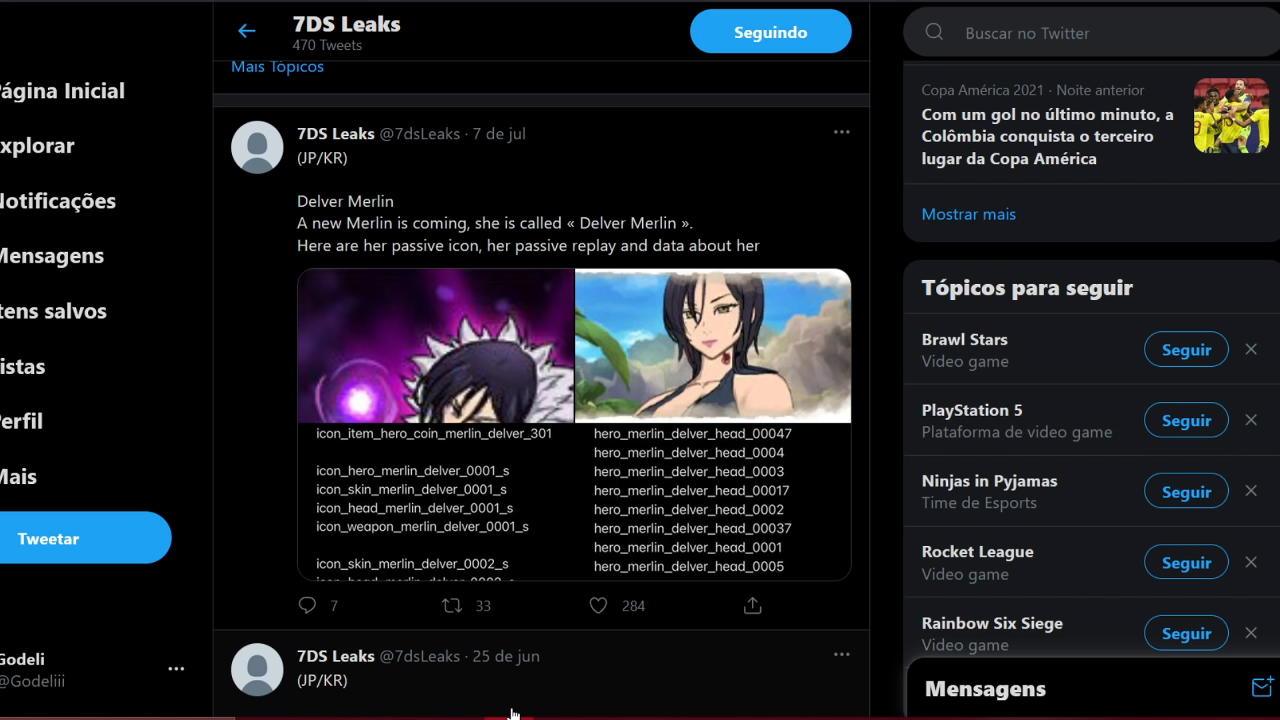 7DS Leaks
470 Tweets
Seguindo
Mais Tópicos
ágina Inicial
xplorar
Notificações
Mensagens
tens salvos
istas
erfil
Mais
Tweetar
Godeli
@Godeliii
7DS Leaks @7dsLeaks · 7 de jul
(JP/KR)
Delver Merlin
A new Merlin is coming, she is called « Delver Merlin ».
Here are her passive icon, her passive replay and data about her
icon_item_hero_coin_merlin_delver_301
icon_hero_merlin_delver_0001_s
icon_skin_merlin_delver_0001_s
icon_head_merlin_delver_0001_s
icon_weapon_merlin_delver_0001_s
icon_skin_merlin_delver_0002_s
hero_merlin_delver_head_00047
hero_merlin_delver_head_0004
hero_merlin_delver_head_0003
hero_merlin_delver_head_00017
hero_merlin_delver_head_0002
hero_merlin_delver_head_00037
hero_merlin_delver_head_0001
hero_merlin_delver_head_0005
7 33 284
7DS Leaks @7dsLeaks · 25 de jun
(JP/KR)
Buscar no Twitter
Copa América 2021 · Noite anterior
Com um gol no último minuto, a
Colômbia conquista o terceiro
lugar da Copa América
Mostrar mais
Tópicos para seguir
Brawl Stars
Video game
Seguir
PlayStation 5
Plataforma de video game
Seguir
Ninjas in Pyjamas
Time de Esports
Seguir
Rocket League
Video game
Seguir
Rainbow Six Siege
Video game
Seguir
Mensagens